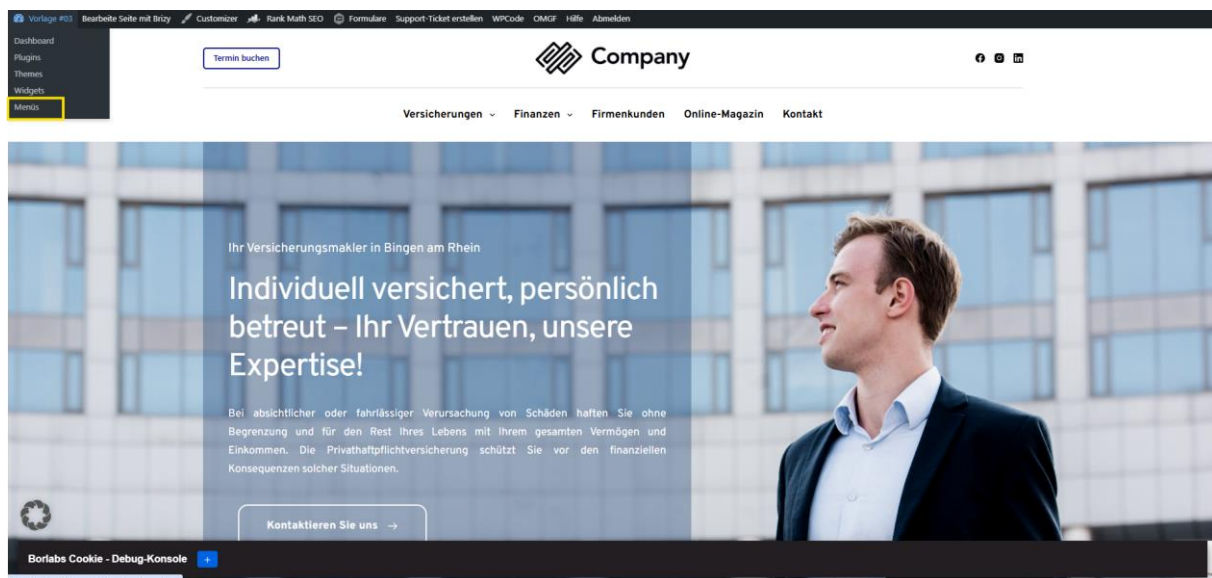 Vorlage #03 Bearbeite Seite mit Brizy Customizer Rank Math SEO Formulare Support-Ticket erstellen WPCode OMGF Hilfe Abmelden
Dashboard
Plugins
Themes
Widgets
Menüs
Termin buchen
Company
Versicherungen Finanzen Firmenkunden Online-Magazin Kontakt
Ihr Versicherungsmakler in Bingen am Rhein
Individuell versichert, persönlich
betreut – Ihr Vertrauen, unsere
Expertise!
Bei absichtlicher oder fahrlässiger Verursachung von Schäden haften Sie ohne
Begrenzung und für den Rest Ihres Lebens mit Ihrem gesamten Vermögen und
Einkommen. Die Privathaftpflichtversicherung schützt Sie vor den finanziellen
Konsequenzen solcher Situationen.
Kontaktieren Sie uns →
Borlabs Cookie - Debug-Konsole +